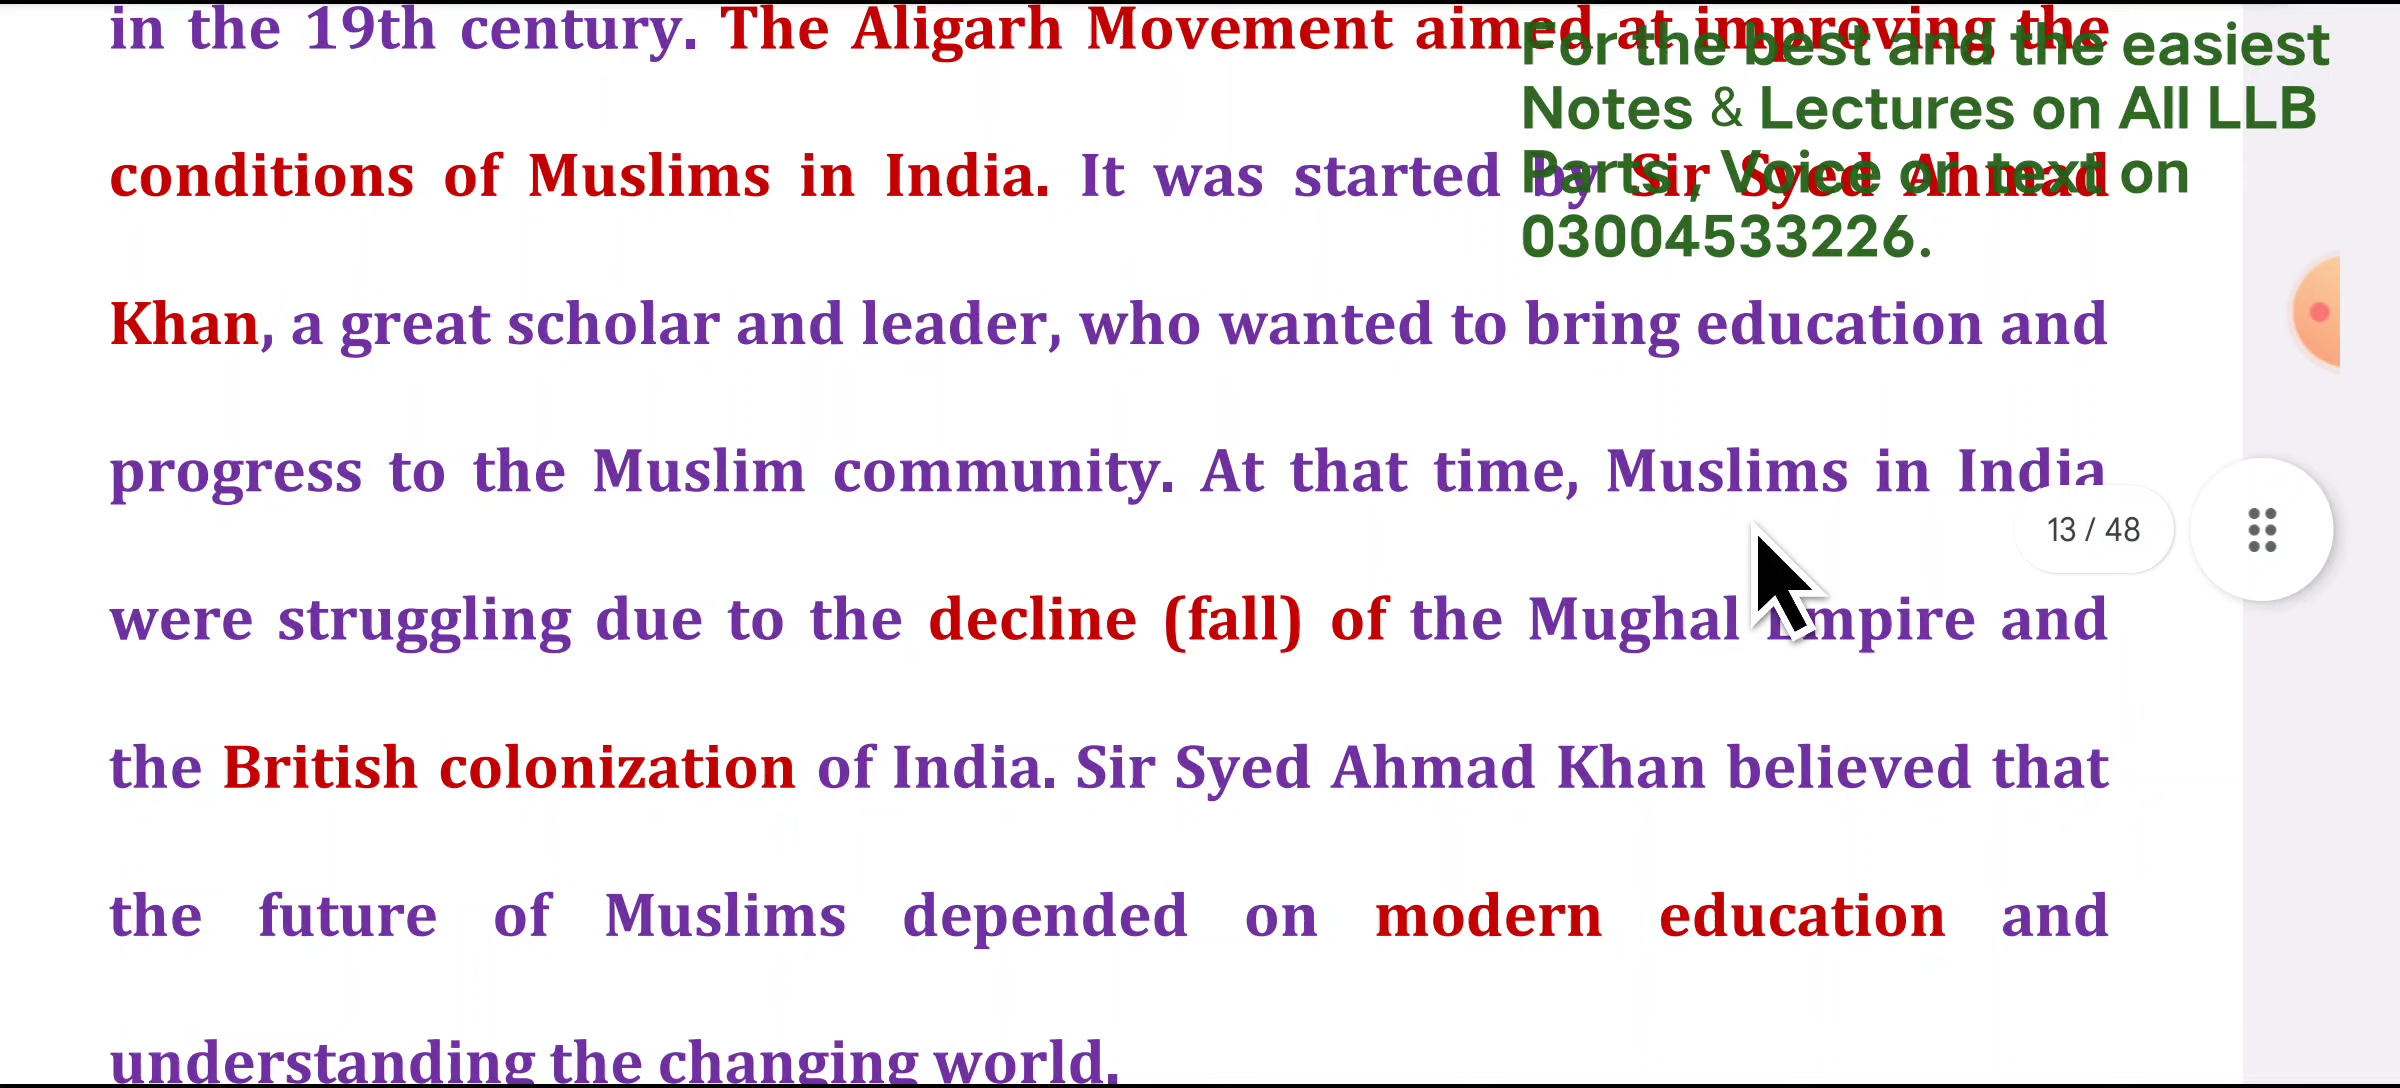 in the 19th century. The Aligarh Movement aimed at improving the
For the best and the easiest
Notes & Lectures on All LLB
conditions of Muslims in India. It was started by Sir Syed Ahmad
Parts, Voice or text on
03004533226.
Khan, a great scholar and leader, who wanted to bring education and
progress to the Muslim community. At that time, Muslims in India
13 / 48
were struggling due to the decline (fall) of the Mughal Empire and
the British colonization of India. Sir Syed Ahmad Khan believed that
the future of Muslims depended on modern education and
understanding the changing world.